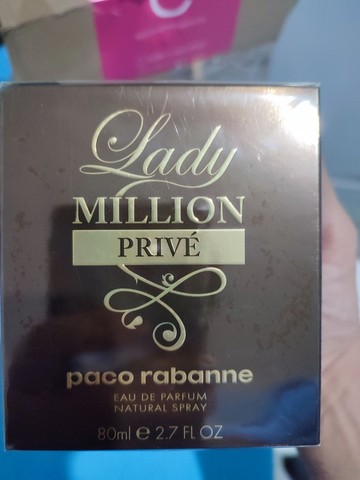 Lady
MILLION
PRIVÉ
paco rabanne
EAU DE PARFUM
NATURAL SPRAY
80ml e 2.7 FL OZ